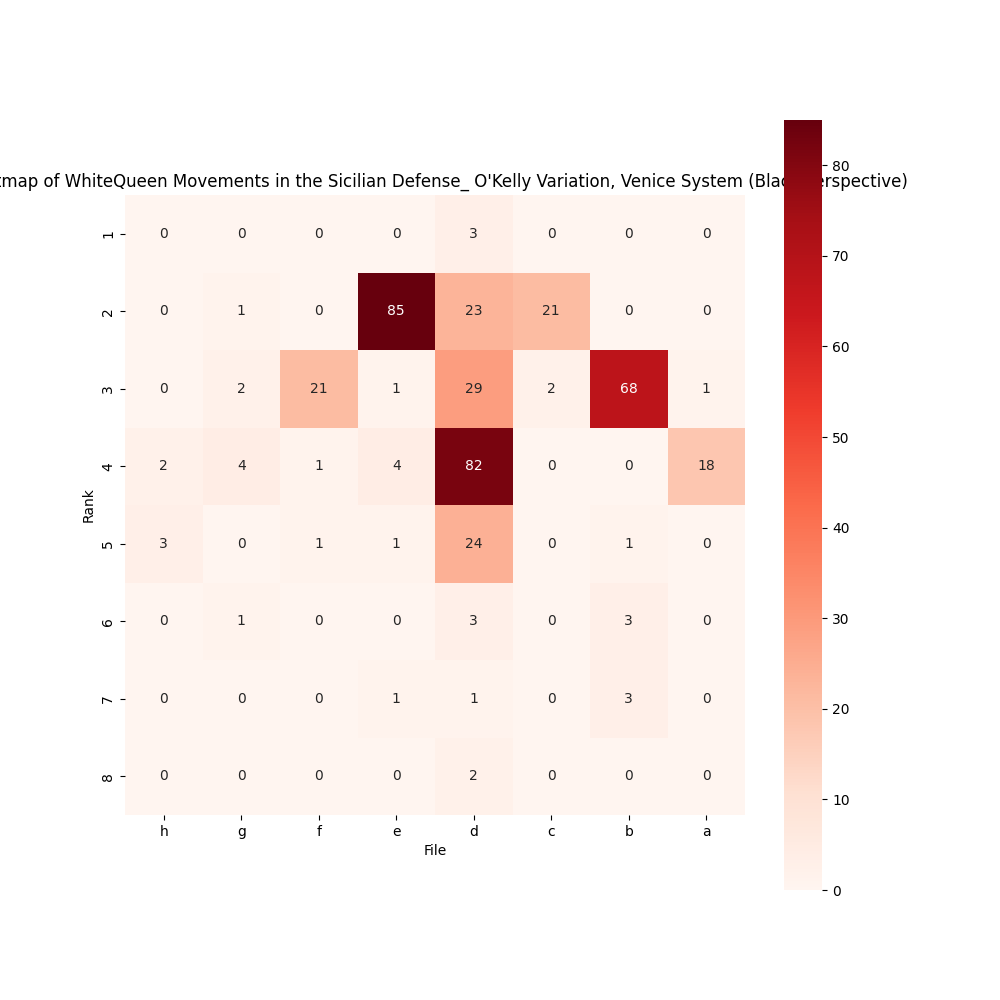 tmap of WhiteQueen Movements in the Sicilian Defense_ O'Kelly Variation, Venice System (Blac erspective)
1 0 0 0 0 3 0 0 0
2 0 1 0 85 23 21 0 0
3 0 2 21 1 29 2 68 1
4 2 4 1 4 82 0 0 18
5 3 0 1 1 24 0 1 0
6 0 1 0 0 3 0 3 0
7 0 0 0 1 1 0 3 0
8 0 0 0 0 2 0 0 0
h g f e d c b a
File
Rank
80
70
60
50
40
30
20
10
0